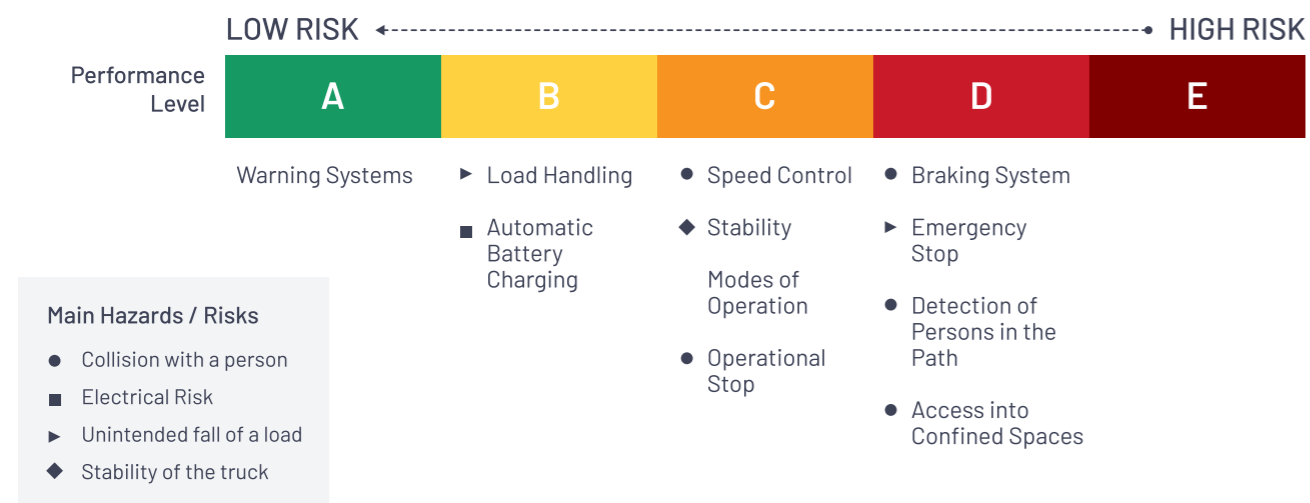 LOW RISK
HIGH RISK
Performance
Level
A
B
C
D
E
Warning Systems
Load Handling
Automatic
Battery
Charging
Speed Control
Stability
Modes of
Operation
Operational
Stop
Braking System
Emergency
Stop
Detection of
Persons in the
Path
Access into
Confined Spaces
Main Hazards / Risks
Collision with a person
Electrical Risk
Unintended fall of a load
Stability of the truck